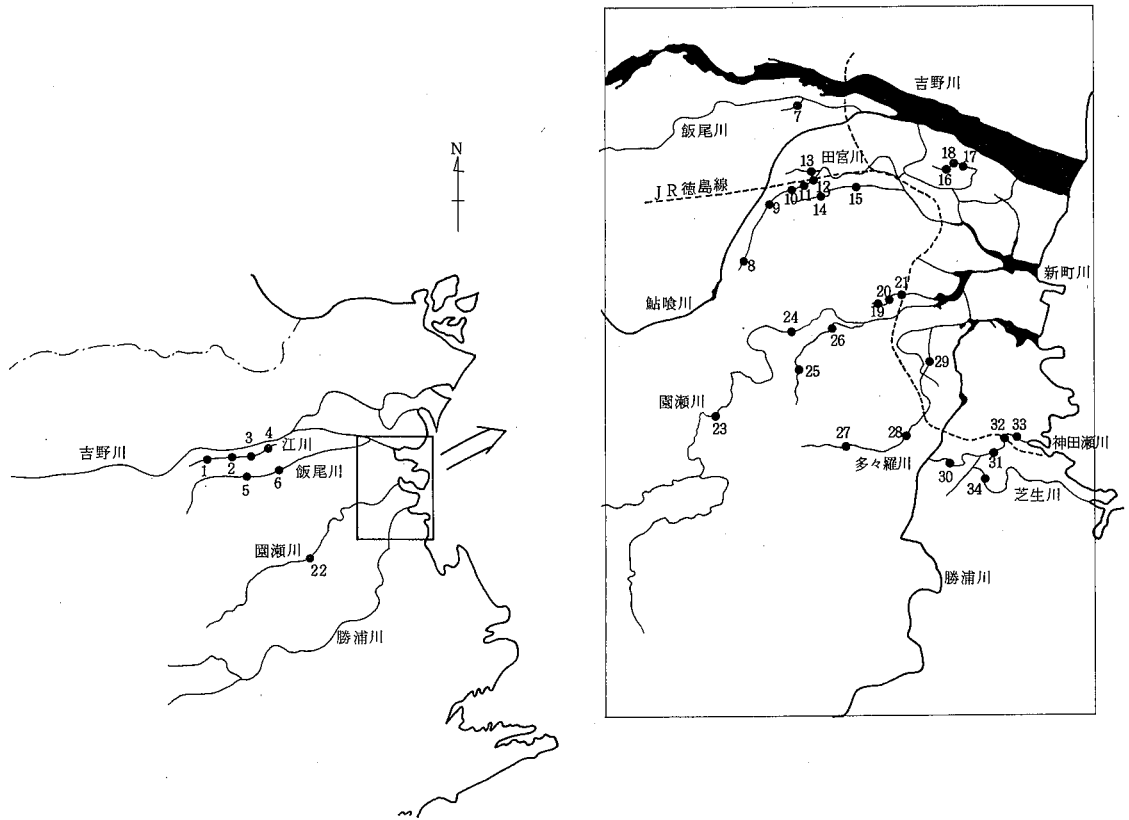 N
吉野川
1
2
3
4
江川
5
6
飯尾川
園瀬川
22
勝浦川
吉野川
飯尾川
7
13
田宮川
18
17
16
JR徳島線
12
10
11
9
14
15
8
鮎喰川
新町川
21
20
19
24
26
25
29
園瀬川
23
27
28
多々羅川
32
33
神田瀬川
30
31
34
芝生川
勝浦川